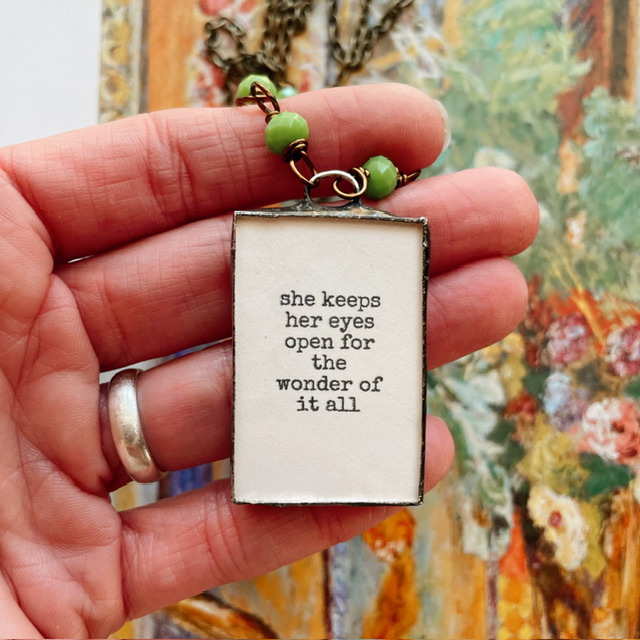 she keeps
her eyes
open for
the
wonder of
it all